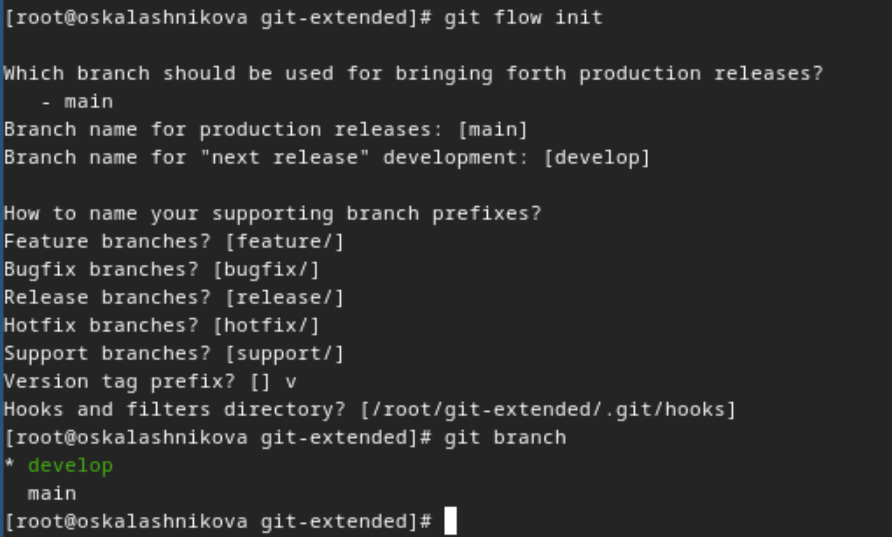 [root@oskalashnikova git-extended]# git flow init
Which branch should be used for bringing forth production releases?
   - main
Branch name for production releases: [main]
Branch name for "next release" development: [develop]
How to name your supporting branch prefixes?
Feature branches? [feature/]
Bugfix branches? [bugfix/]
Release branches? [release/]
Hotfix branches? [hotfix/]
Support branches? [support/]
Version tag prefix? [] v
Hooks and filters directory? [/root/git-extended/.git/hooks]
[root@oskalashnikova git-extended]# git branch
* develop
  main
[root@oskalashnikova git-extended]#